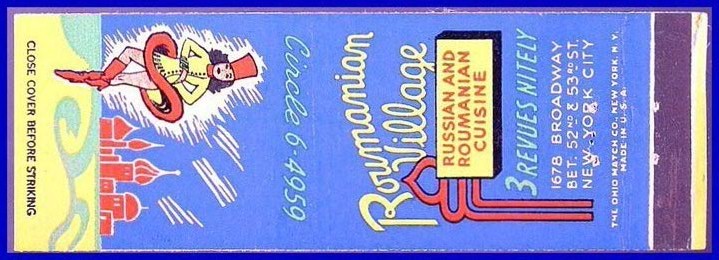 CLOSE COVER BEFORE STRIKING
Circle 6-4959
Roumanian
Village
RUSSIAN AND
ROUMANIAN
CUISINE
3 REVUES NITELY
1678 BROADWAY
BET. 52ND & 53RD ST.
NEW YORK CITY
THE OHIO MATCH CO. NEW YORK, N.Y.
MADE IN U.S.A.